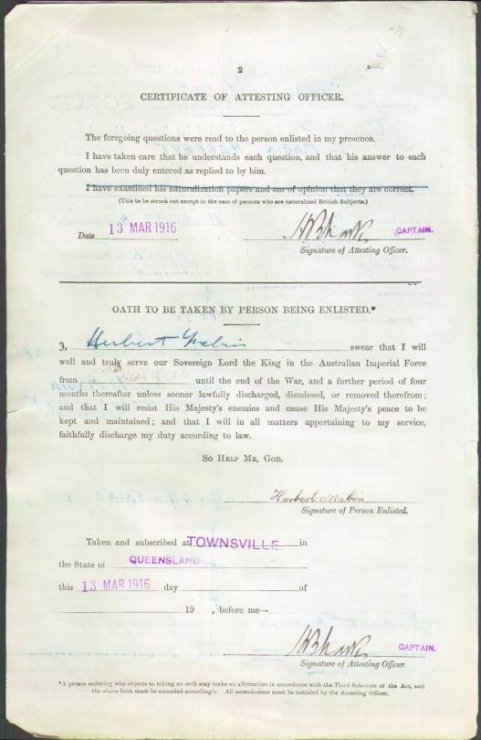 2
CERTIFICATE OF ATTESTING OFFICER.
The foregoing questions were read to the person enlisted in my presence.
I have taken care that he understands each question, and that his answer to each
question has been duly entered as replied to by him.
I have examined his naturalization papers and am of opinion that they are correct.
(This to be struck out except in the case of persons who are naturalized British Subjects.)
Date 13 MAR 1916 CAPTAIN.
Signature of Attesting Officer.
OATH TO BE TAKEN BY PERSON BEING ENLISTED.*
I, Herbert Mabin swear that I will
well and truly serve our Sovereign Lord the King in the Australian Imperial Force
from until the end of the War, and a further period of four
months thereafter unless sooner lawfully discharged, dismissed, or removed therefrom;
and that I will resist His Majesty's enemies and cause His Majesty's peace to be
kept and maintained; and that I will in all matters appertaining to my service,
faithfully discharge my duty according to law.
SO HELP ME, GOD.
Herbert Mabin
Signature of Person Enlisted.
Taken and subscribed at TOWNSVILLE in
the State of QUEENSLAND
this 13 MAR 1916 day of
19 , before me—
CAPTAIN.
Signature of Attesting Officer.
*A person enlisting who objects to taking an oath may make an affirmation in accordance with the Third Schedule of the Act, and
the above form must be amended accordingly. All amendments must be initialed by the Attesting Officer.